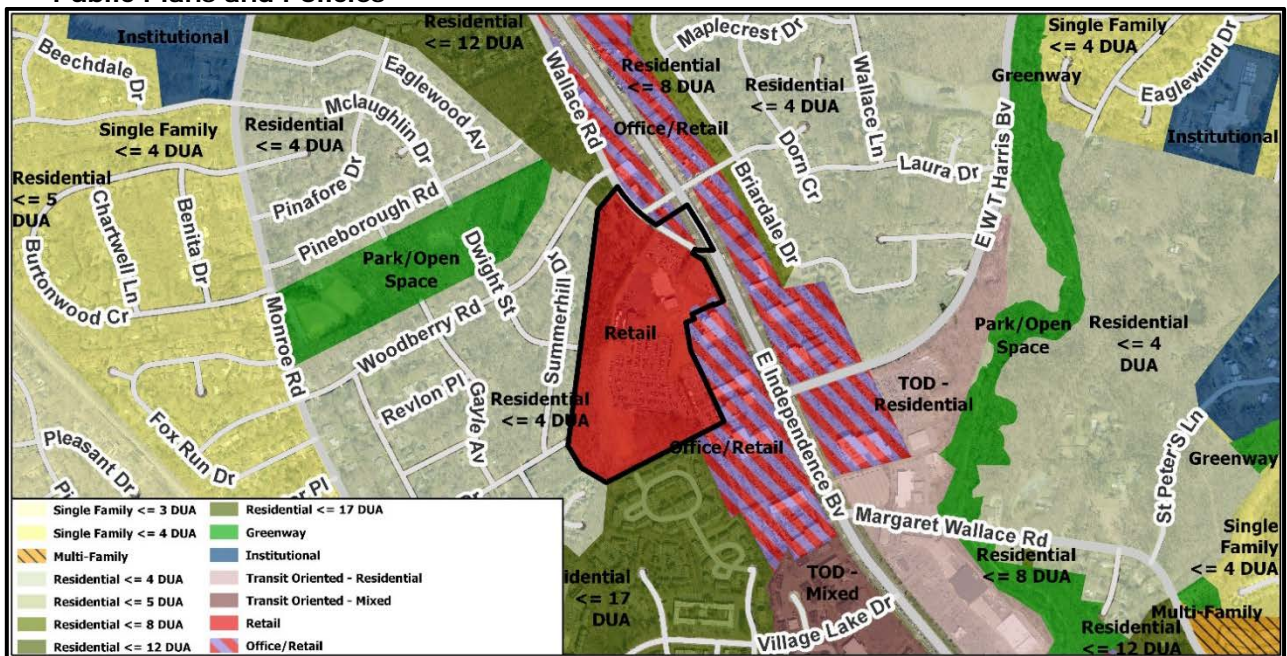 Public Plans and Policies
Beechdale Dr
Institutional
Eaglewood Av
Residential
<= 12 DUA
Wallace Rd
Residential
<= 8 DUA
Maplecrest Dr
Wallace Ln
Residential
<= 4 DUA
Single Family
<= 4 DUA
Greenway
Eaglewind Dr
Institutional
Mclaughlin Dr
Single Family
<= 4 DUA
Residential
<= 4 DUA
Office/Retail
Dorn Cr
Laura Dr
E W T Harris Bv
Residential
<= 5
DUA
Chartwell Ln
Benita Dr
Pinafore Dr
Pineborough Rd
Briardale Dr
Burtonwood Cr
Park/Open
Space
Dwight St
Summerhill Dr
Monroe Rd
Woodberry Rd
Retail
E Independence Bv
Park/Open
Space
Residential
<= 4
DUA
TOD -
Residential
Revlon Pl
Gayle Av
Residential
<= 4 DUA
Office/Retail
Fox Run Dr
Pleasant Dr
St Peter'S Ln
Greenway
Margaret Wallace Rd
Single
Family
<= 4 DUA
Residential
<= 8 DUA
TOD -
Mixed
idential
<= 17
DUA
Village Lake Dr
Multi-Family
Residential
<= 12 DUA
Single Family <= 3 DUA
Single Family <= 4 DUA
Multi-Family
Residential <= 4 DUA
Residential <= 5 DUA
Residential <= 8 DUA
Residential <= 12 DUA
Residential <= 17 DUA
Greenway
Institutional
Transit Oriented - Residential
Transit Oriented - Mixed
Retail
Office/Retail